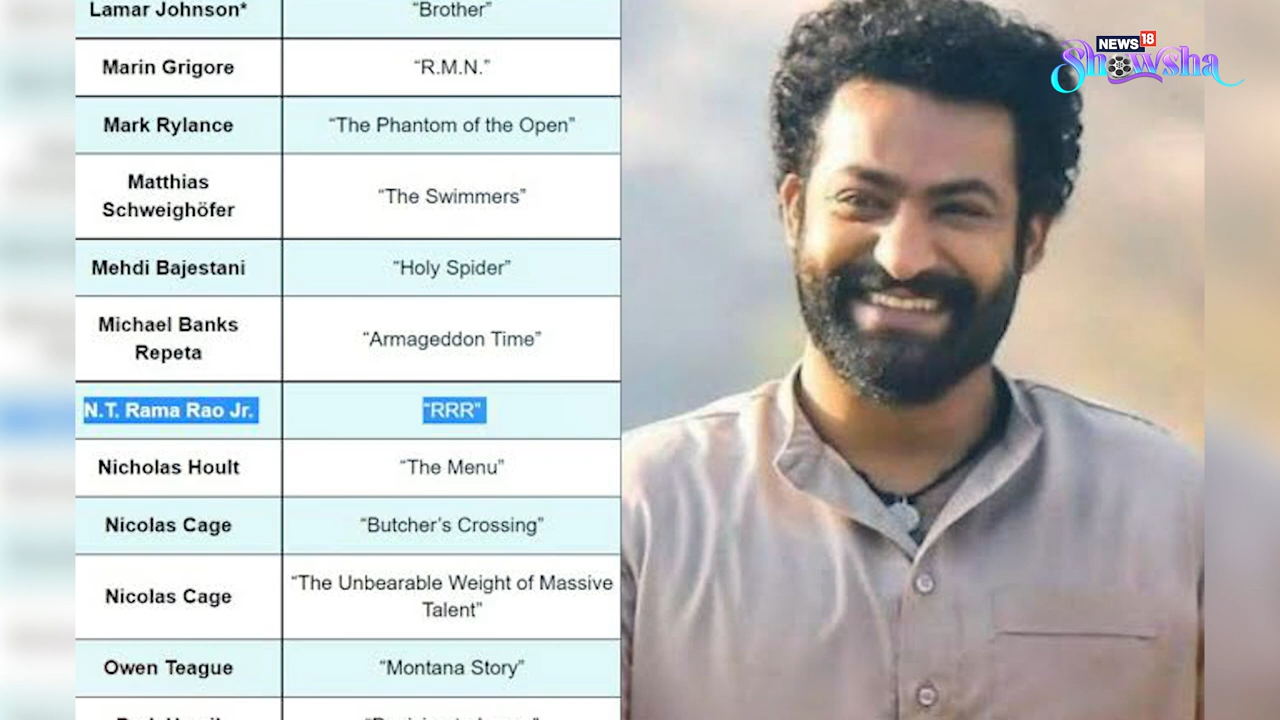 Lamar Johnson* “Brother”
NEWS18
Showsha
Marin Grigore “R.M.N.”
Mark Rylance “The Phantom of the Open”
Matthias
Schweighöfer
“The Swimmers”
Mehdi Bajestani “Holy Spider”
Michael Banks
Repeta
“Armageddon Time”
N.T. Rama Rao Jr. “RRR”
Nicholas Hoult “The Menu”
Nicolas Cage “Butcher’s Crossing”
Nicolas Cage
“The Unbearable Weight of Massive
Talent”
Owen Teague “Montana Story”